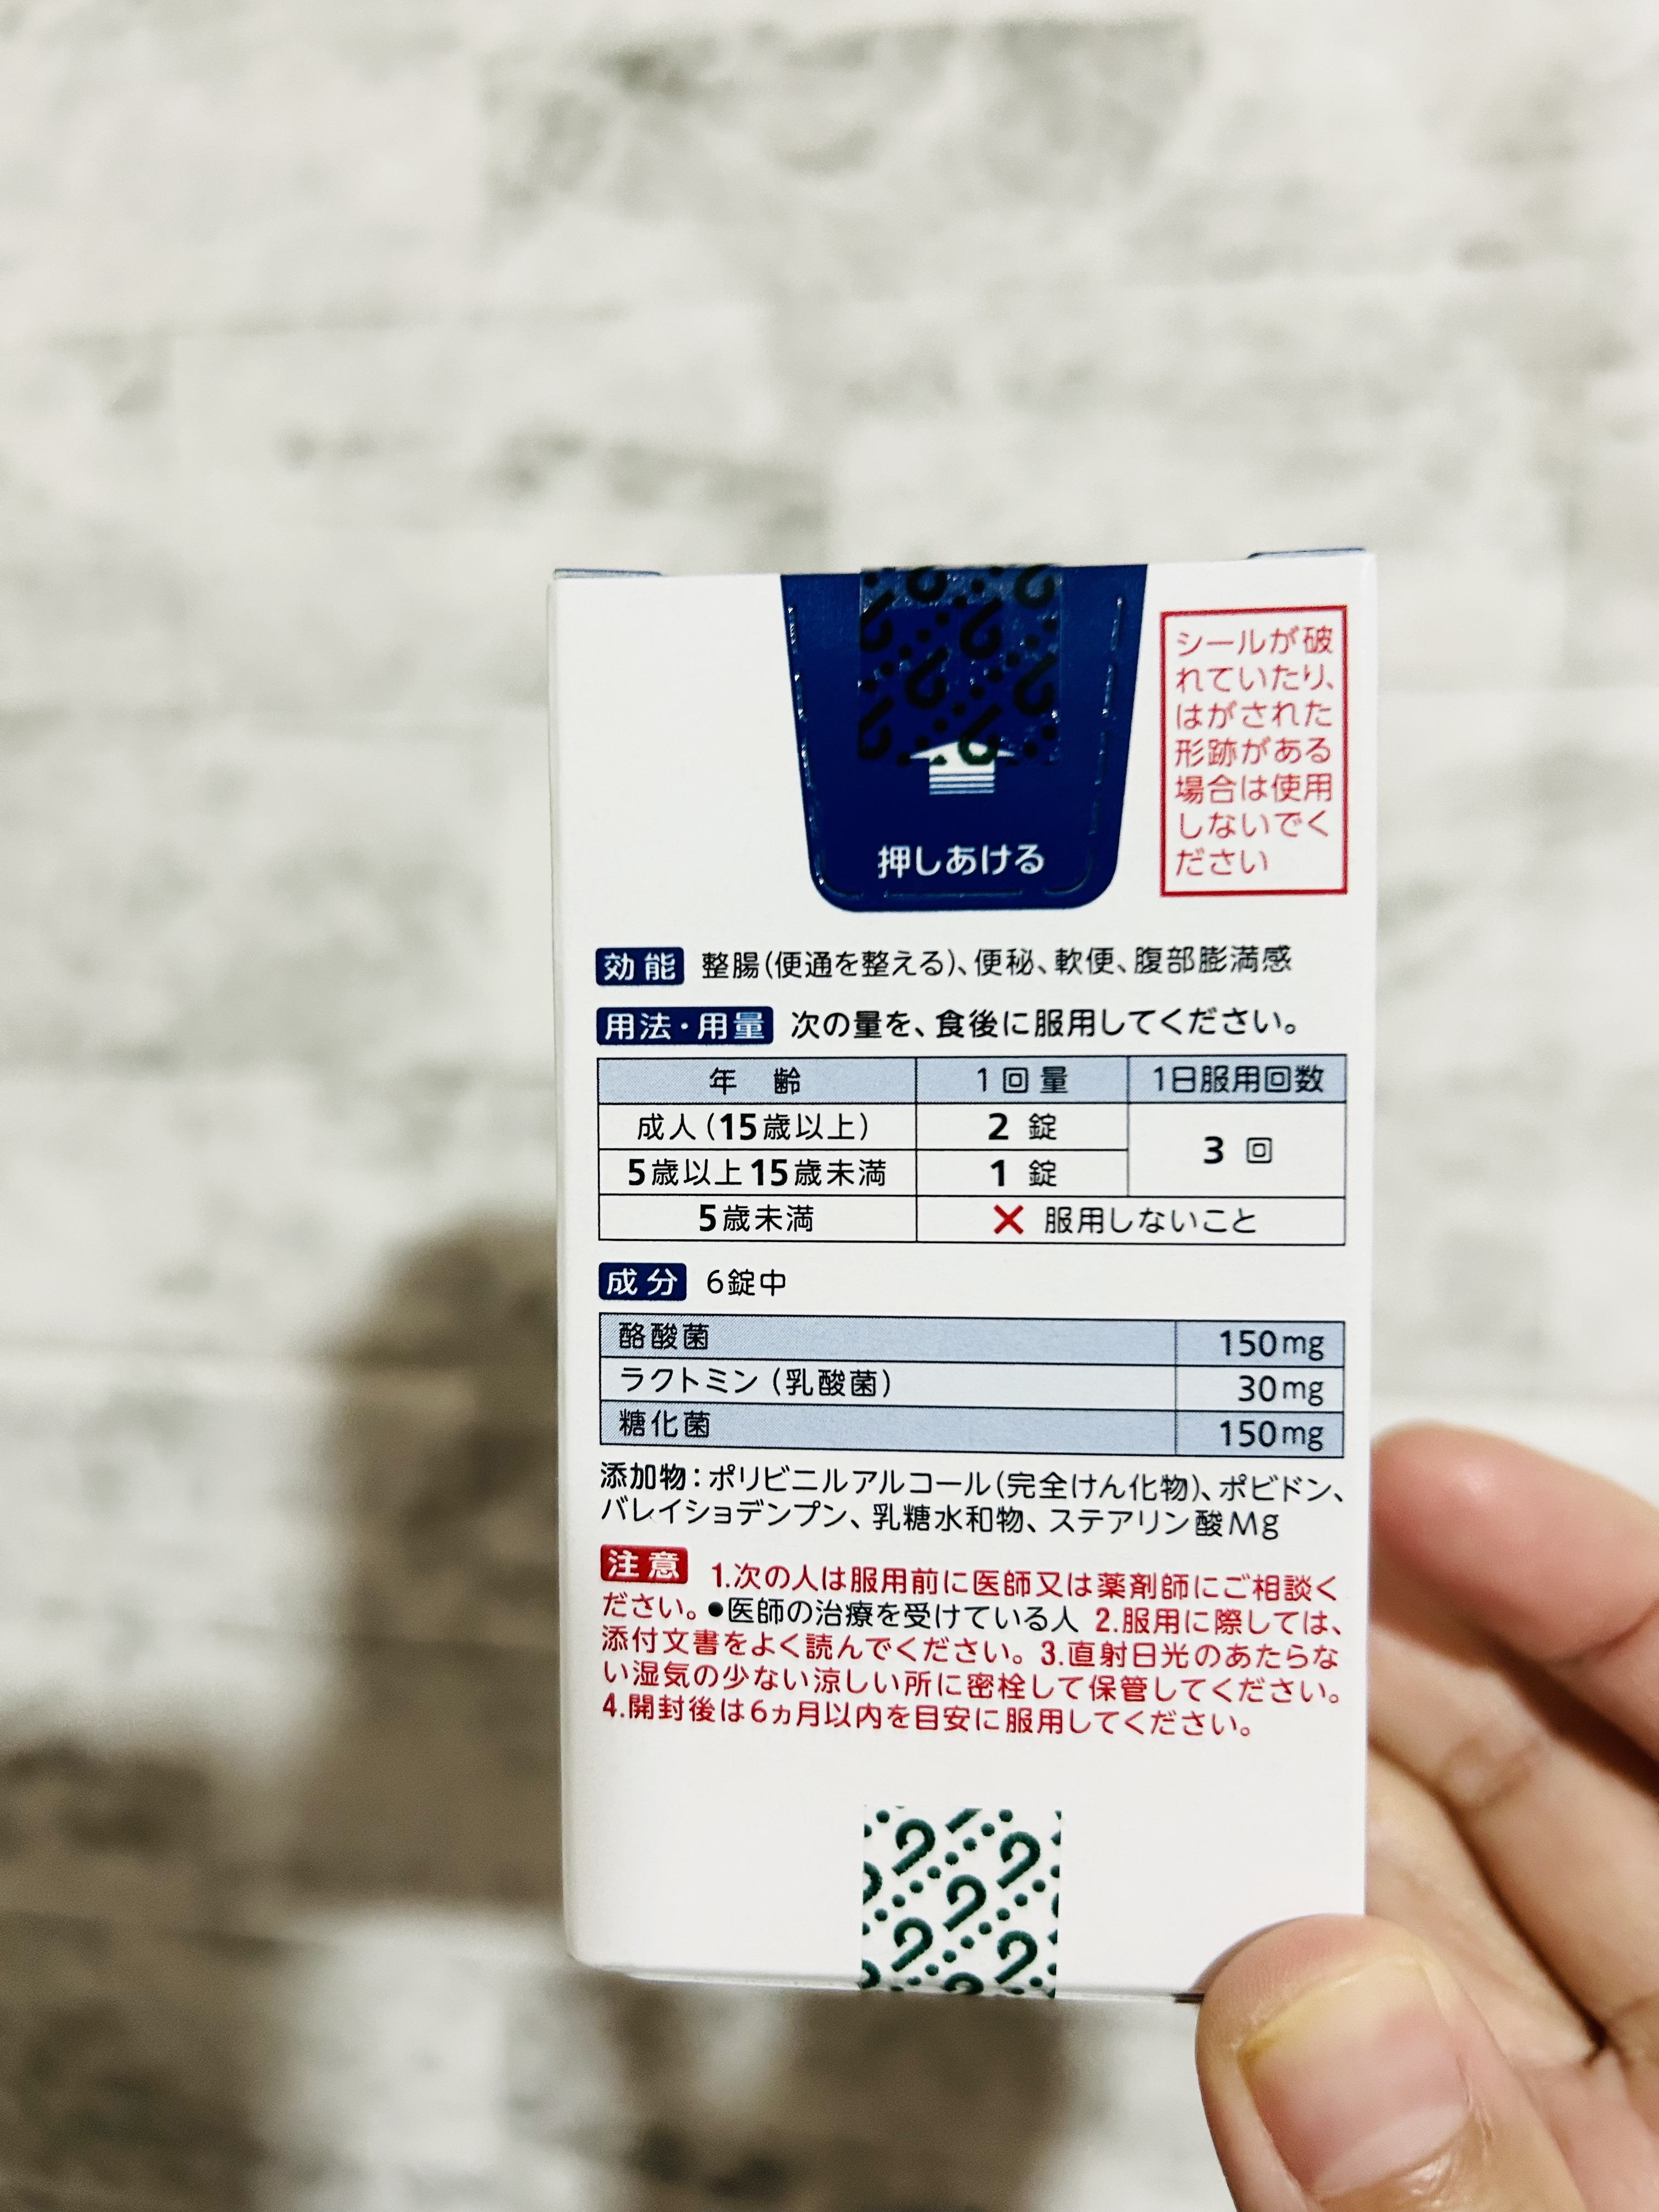 シールが破
れていたり、
はがされた
形跡がある
場合は使用
しないでく
ださい
押しあける
効能 整腸(便通を整える)、便秘、軟便、腹部膨満感
用法・用量 次の量を、食後に服用してください。
年 齢 1回量 1日服用回数
成人(15歳以上) 2 錠
3 回
5歳以上15歳未満 1 錠
5歳未満 ✕ 服用しないこと
成分 6錠中
酪酸菌 150mg
ラクトミン(乳酸菌) 30mg
糖化菌 150mg
添加物:ポリビニルアルコール(完全けん化物)、ポビドン、
バレイショデンプン、乳糖水和物、ステアリン酸Mg
注意 1.次の人は服用前に医師又は薬剤師にご相談く
ださい。●医師の治療を受けている人 2.服用に際しては、
添付文書をよく読んでください。3.直射日光のあたらな
い湿気の少ない涼しい所に密栓して保管してください。
4.開封後は6ヵ月以内を目安に服用してください。